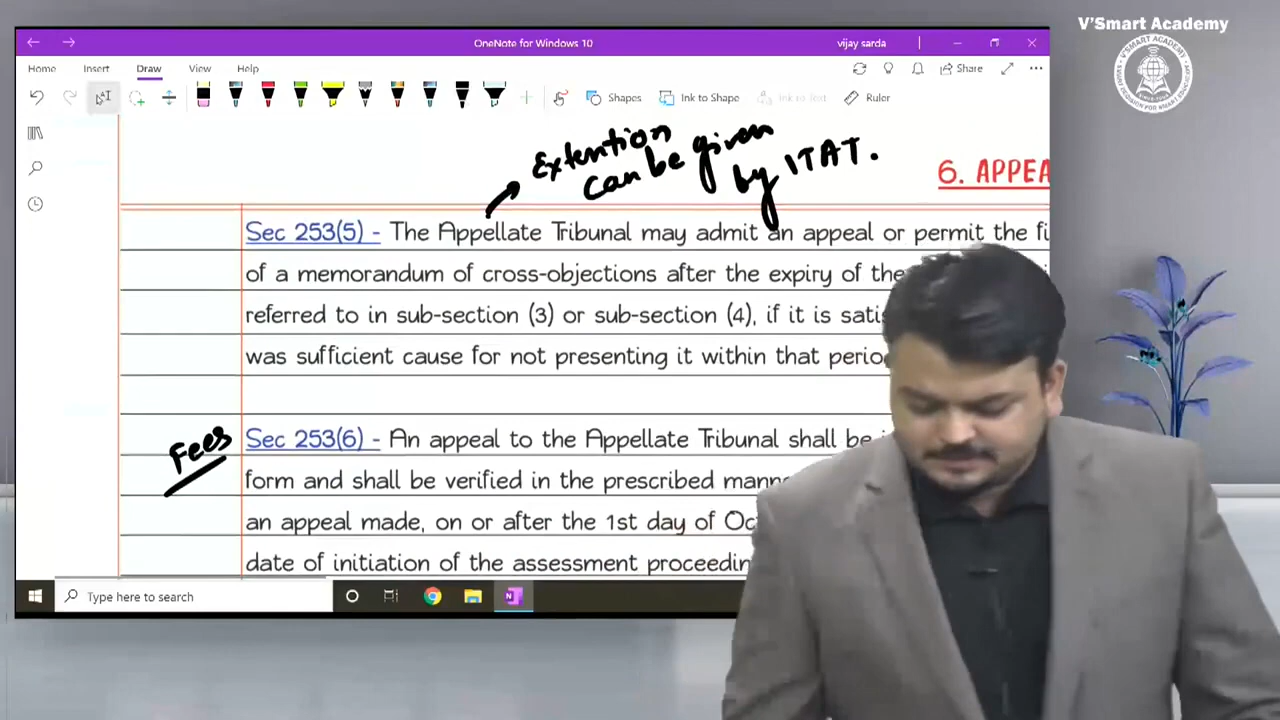 V'Smart Academy
OneNote for Windows 10
vijay sarda
Home Insert Draw View Help
Share
Shapes
Ink to Shape
Ink to Text
Ruler
Extention
can be given
by ITAT.
6. APPEA
Sec 253(5) - The Appellate Tribunal may admit an appeal or permit the fi
of a memorandum of cross-objections after the expiry of the
referred to in sub-section (3) or sub-section (4), if it is satis
was sufficient cause for not presenting it within that period
Fees
Sec 253(6) - An appeal to the Appellate Tribunal shall be i
form and shall be verified in the prescribed mann
an appeal made, on or after the 1st day of Oc
date of initiation of the assessment proceedin
Type here to search